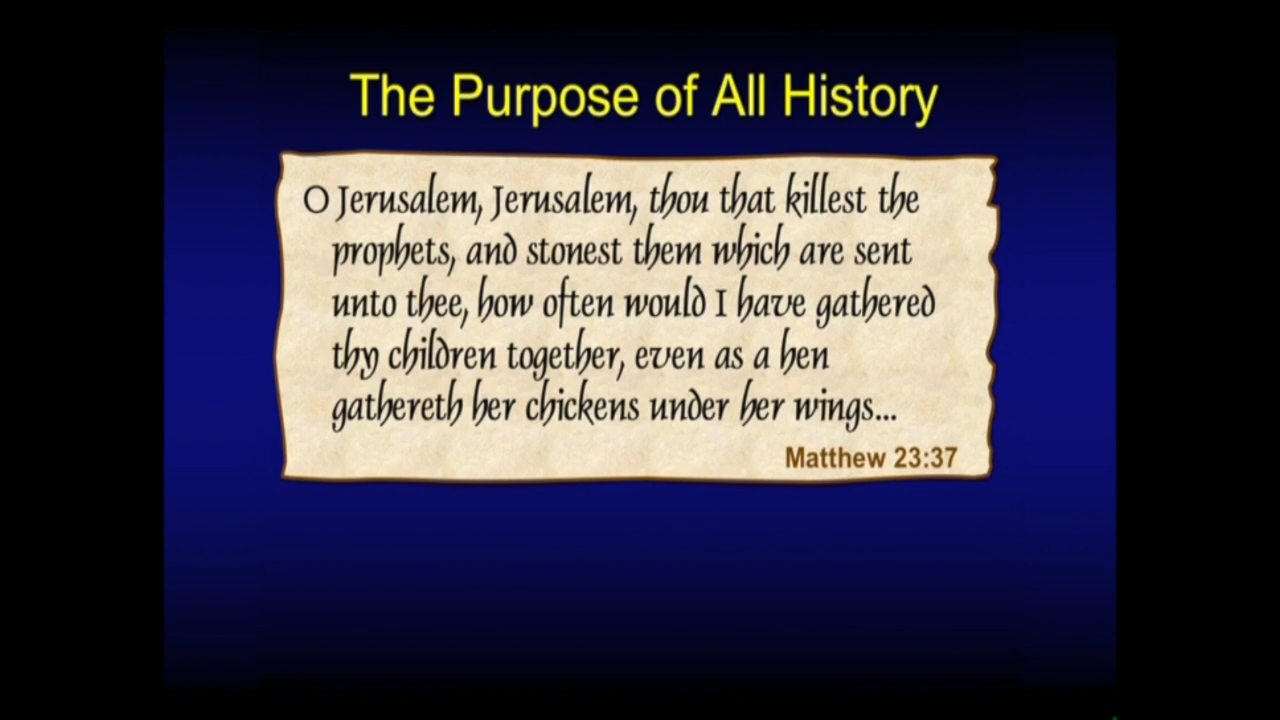 The Purpose of All History
O Jerusalem, Jerusalem, thou that killest the
prophets, and stonest them which are sent
unto thee, how often would I have gathered
thy children together, even as a hen
gathereth her chickens under her wings...
Matthew 23:37